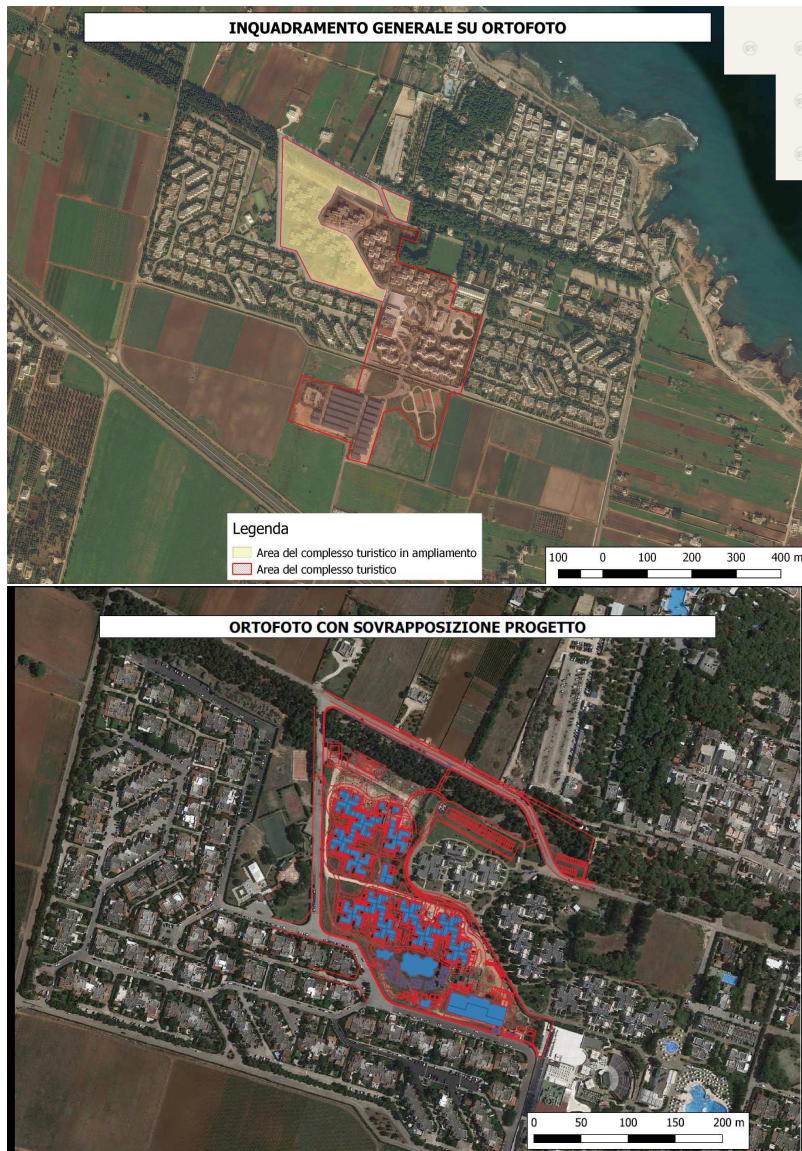 INQUADRAMENTO GENERALE SU ORTOFOTO
Legenda
Area del complesso turistico in ampliamento
Area del complesso turistico
100 0 100 200 300 400 m
ORTOFOTO CON SOVRAPPOSIZIONE PROGETTO
0 50 100 150 200 m